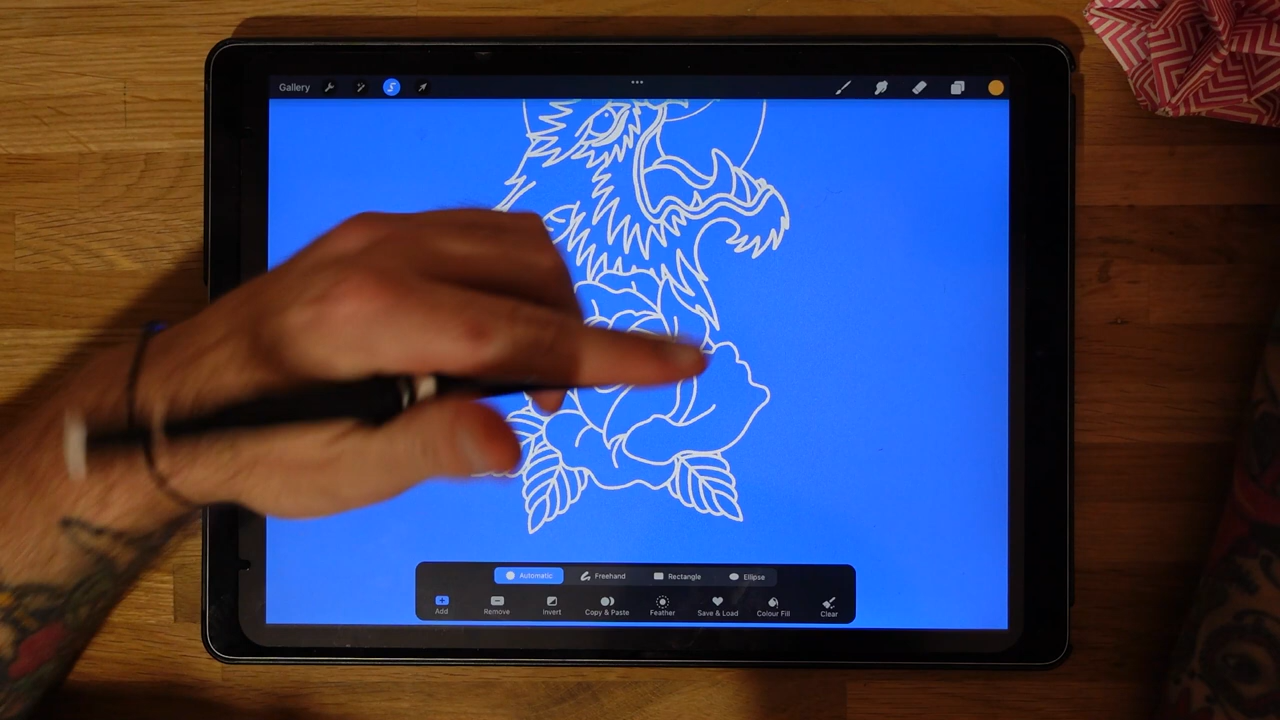 Gallery
Automatic Freehand Rectangle Ellipse
Add Remove Invert Copy & Paste Feather Save & Load Colour Fill Clear